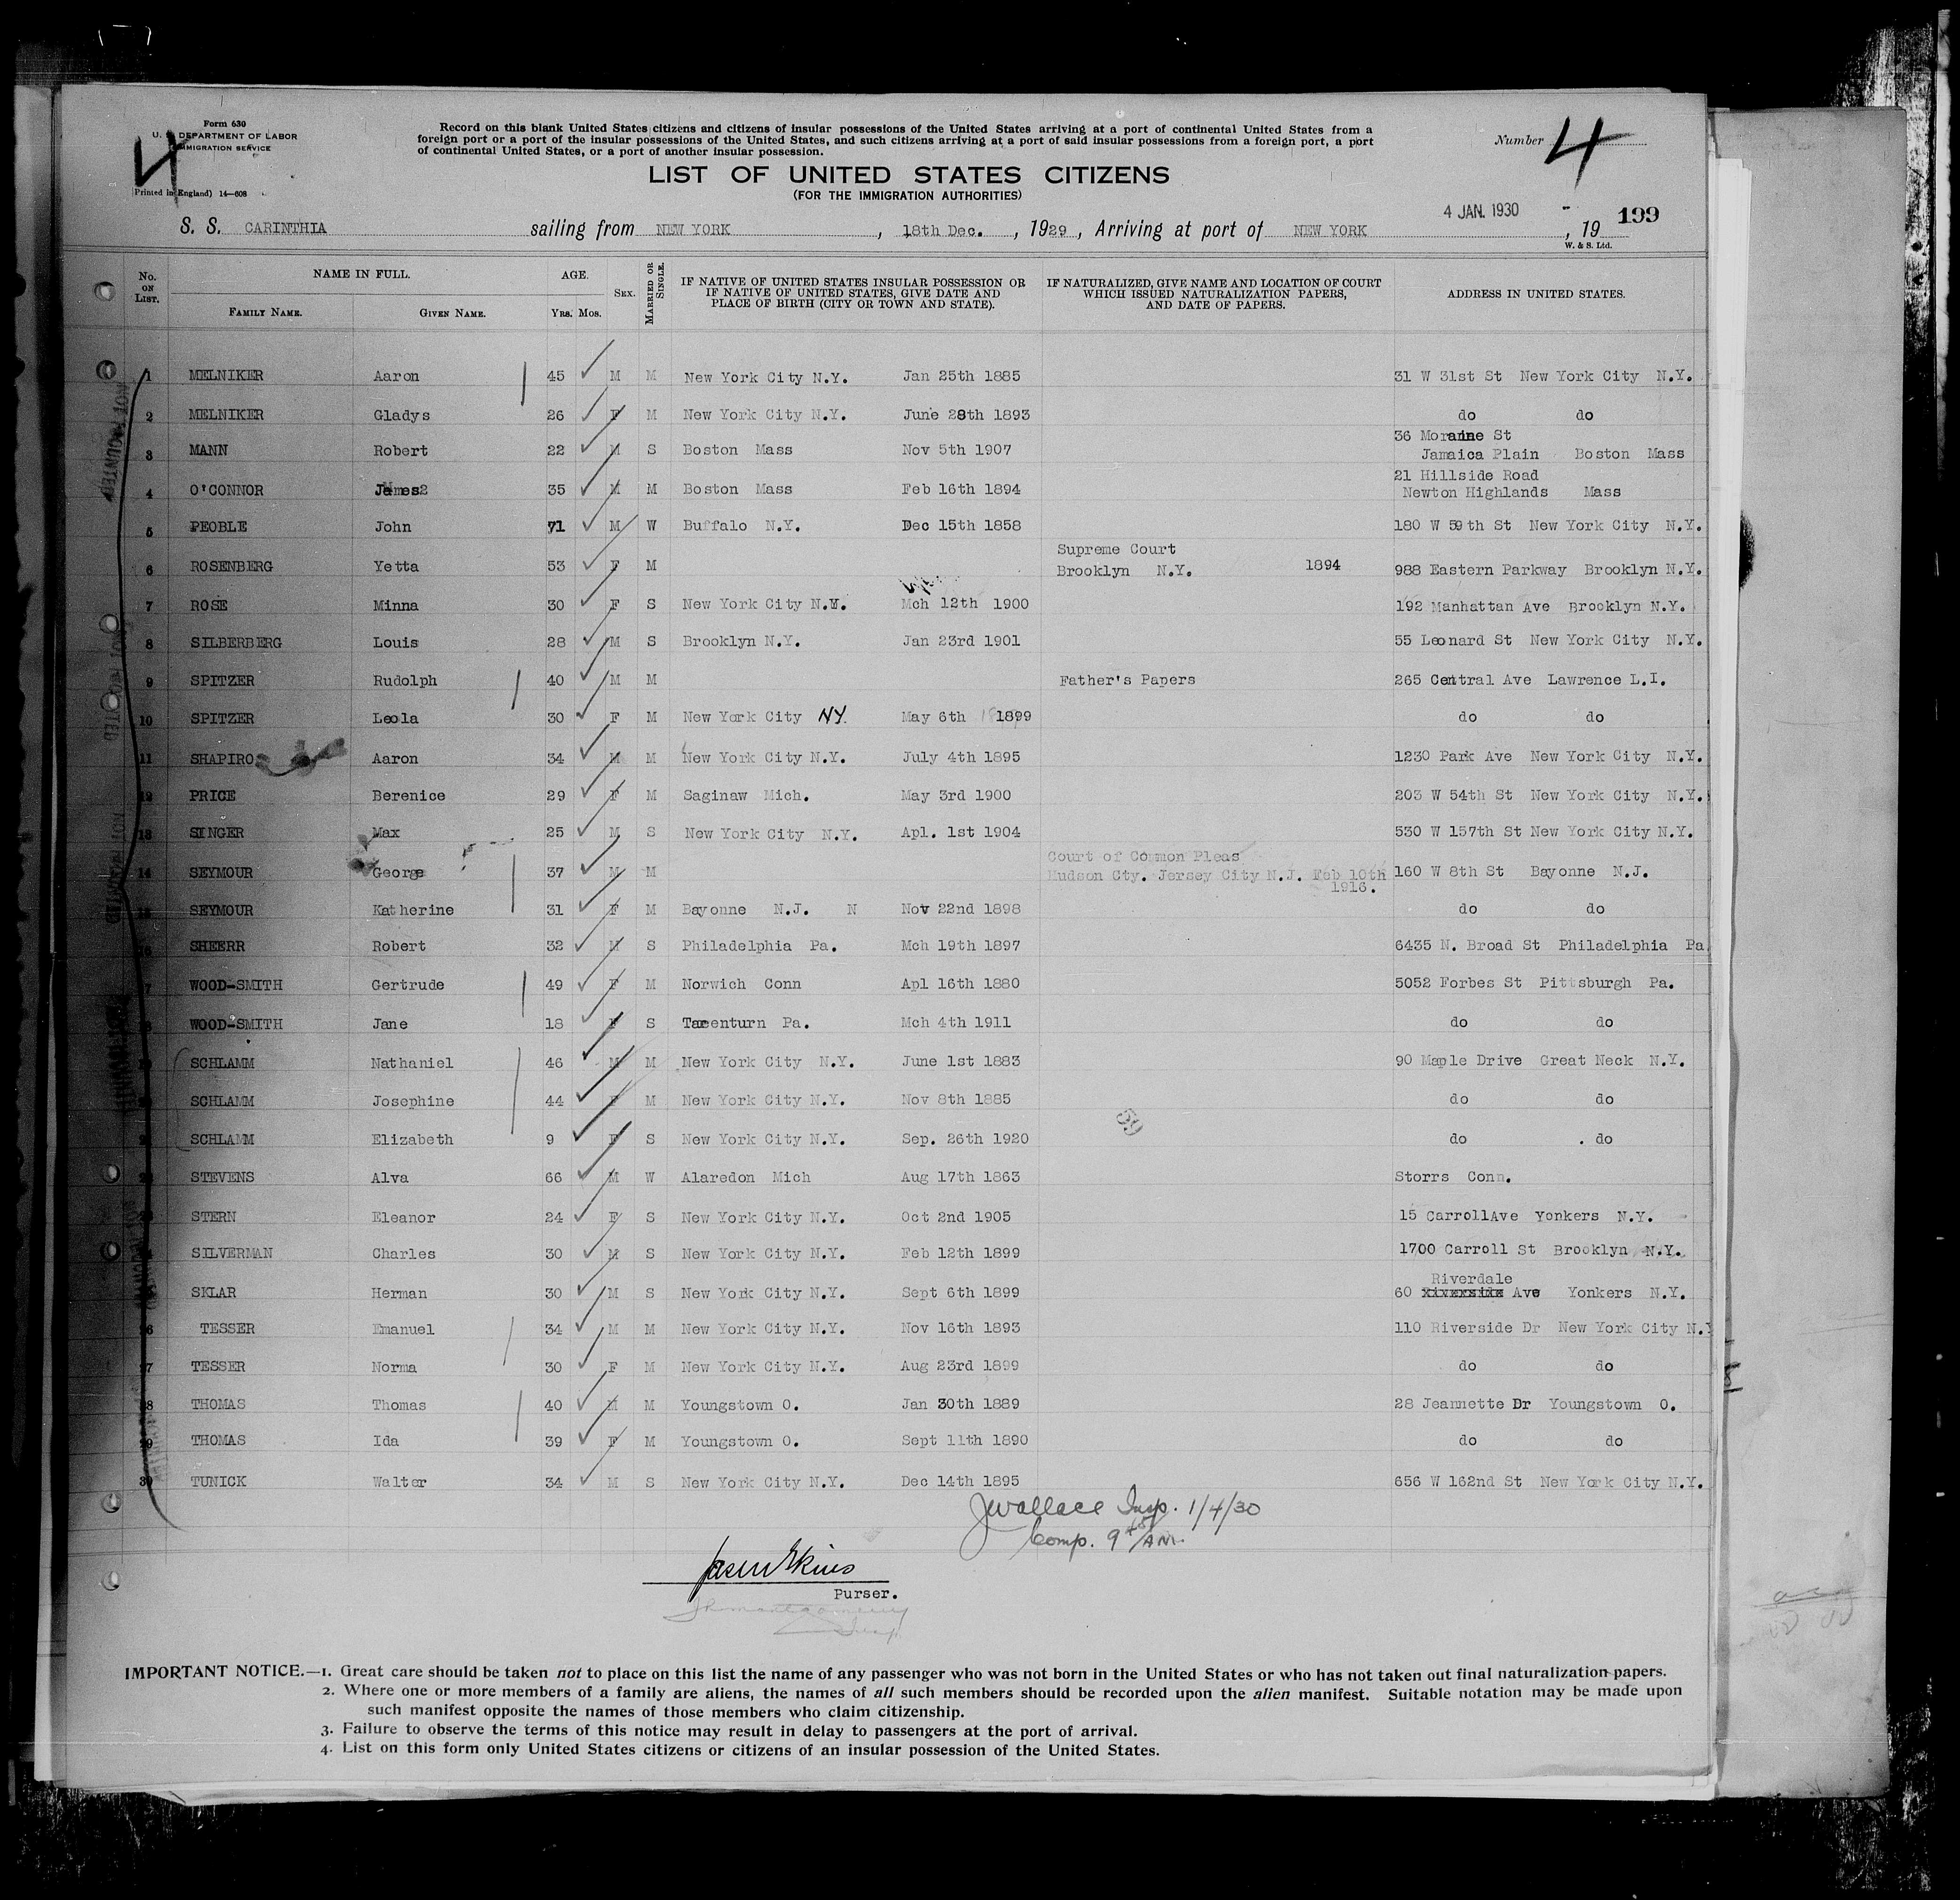 Form 630
U. S. DEPARTMENT OF LABOR
IMMIGRATION SERVICE
4
Printed in England) 14—608
Record on this blank United States citizens and citizens of insular possessions of the United States arriving at a port of continental United States from a
foreign port or a port of the insular possessions of the United States, and such citizens arriving at a port of said insular possessions from a foreign port, a port
of continental United States, or a port of another insular possession.
Number 4
LIST OF UNITED STATES CITIZENS
(FOR THE IMMIGRATION AUTHORITIES)
4 JAN. 1930
199
S. S. CARINTHIA sailing from NEW YORK, 18th Dec., 1929, Arriving at port of NEW YORK, 19
W. & S. Ltd.
No. ON LIST. NAME IN FULL. FAMILY NAME. GIVEN NAME. AGE. YRS. MOS. SEX. MARRIED OR SINGLE. IF NATIVE OF UNITED STATES INSULAR POSSESSION OR IF NATIVE OF UNITED STATES, GIVE DATE AND PLACE OF BIRTH (CITY OR TOWN AND STATE). IF NATURALIZED, GIVE NAME AND LOCATION OF COURT WHICH ISSUED NATURALIZATION PAPERS, AND DATE OF PAPERS. ADDRESS IN UNITED STATES.
1 MELNIKER Aaron 45 M M New York City N.Y. Jan 25th 1885 31 W 31st St New York City N.Y.
2 MELNIKER Gladys 26 F M New York City N.Y. June 28th 1893 do do
3 MANN Robert 22 M S Boston Mass Nov 5th 1907 36 Moraine St
Jamaica Plain Boston Mass
4 O'CONNOR James 35 M M Boston Mass Feb 16th 1894 21 Hillside Road
Newton Highlands Mass
5 PEOBLE John 71 M W Buffalo N.Y. Dec 15th 1858 180 W 59th St New York City N.Y.
6 ROSENBERG Yetta 53 F M Supreme Court
Brooklyn N.Y. 1894 988 Eastern Parkway Brooklyn N.Y.
7 ROSE Minna 30 F S New York City N.Y. Mch 12th 1900 192 Manhattan Ave Brooklyn N.Y.
8 SILBERBERG Louis 28 M S Brooklyn N.Y. Jan 23rd 1901 55 Leonard St New York City N.Y.
9 SPITZER Rudolph 40 M M Father's Papers 265 Central Ave Lawrence L.I.
10 SPITZER Leola 30 F M New York City NY. May 6th 1899 do do
11 SHAPIRO Aaron 34 M M New York City N.Y. July 4th 1895 1230 Park Ave New York City N.Y.
12 PRICE Berenice 29 F M Saginaw Mich. May 3rd 1900 203 W 54th St New York City N.Y.
13 SINGER Max 25 M S New York City N.Y. Apl. 1st 1904 530 W 157th St New York City N.Y.
14 SEYMOUR George 37 M M Court of Common Pleas
Hudson Cty. Jersey City N.J. Feb 10th
1916. 160 W 8th St Bayonne N.J.
15 SEYMOUR Katherine 31 F M Bayonne N.J. N Nov 22nd 1898 do do
16 SHEERR Robert 32 M S Philadelphia Pa. Mch 19th 1897 6435 N. Broad St Philadelphia Pa
17 WOOD-SMITH Gertrude 49 F M Norwich Conn Apl 16th 1880 5052 Forbes St Pittsburgh Pa.
18 WOOD-SMITH Jane 18 F S Tarenturn Pa. Mch 4th 1911 do do
19 SCHLAMM Nathaniel 46 M M New York City N.Y. June 1st 1883 90 Maple Drive Great Neck N.Y.
20 SCHLAMM Josephine 44 F M New York City N.Y. Nov 8th 1885 do do
21 SCHLAMM Elizabeth 9 F S New York City N.Y. Sep. 26th 1920 do . do
59
22 STEVENS Alva 66 M W Alaredon Mich Aug 17th 1863 Storrs Conn.
23 STERN Eleanor 24 F S New York City N.Y. Oct 2nd 1905 15 CarrollAve Yonkers N.Y.
24 SILVERMAN Charles 30 M S New York City N.Y. Feb 12th 1899 1700 Carroll St Brooklyn N.Y.
25 SKLAR Herman 30 M S New York City N.Y. Sept 6th 1899 Riverdale
60 Ave Yonkers N.Y.
26 TESSER Emanuel 34 M M New York City N.Y. Nov 16th 1893 110 Riverside Dr New York City N.Y
27 TESSER Norma 30 F M New York City N.Y. Aug 23rd 1899 do do
28 THOMAS Thomas 40 M M Youngstown O. Jan 30th 1889 28 Jeannette Dr Youngstown O.
29 THOMAS Ida 39 F M Youngstown O. Sept 11th 1890 do do
30 TUNICK Walter 34 M S New York City N.Y. Dec 14th 1895 656 W 162nd St New York City N.Y.
JWallace Insp. 1/4/30
Comp. 9 AM.
Purser.
IMPORTANT NOTICE.—1. Great care should be taken not to place on this list the name of any passenger who was not born in the United States or who has not taken out final naturalization papers.
2. Where one or more members of a family are aliens, the names of all such members should be recorded upon the alien manifest. Suitable notation may be made upon
such manifest opposite the names of those members who claim citizenship.
3. Failure to observe the terms of this notice may result in delay to passengers at the port of arrival.
4. List on this form only United States citizens or citizens of an insular possession of the United States.